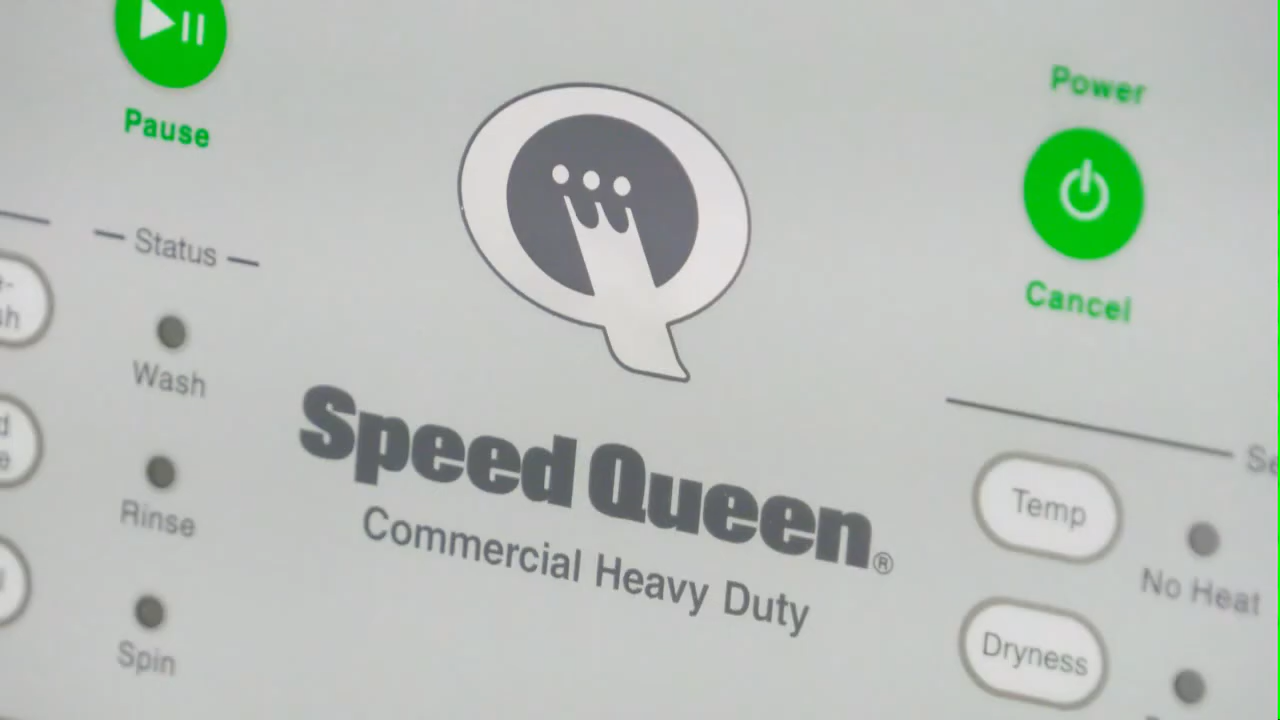 Pause
Power
Cancel
Status
Wash
Rinse
Spin
Speed Queen®
Commercial Heavy Duty
Temp
No Heat
Dryness